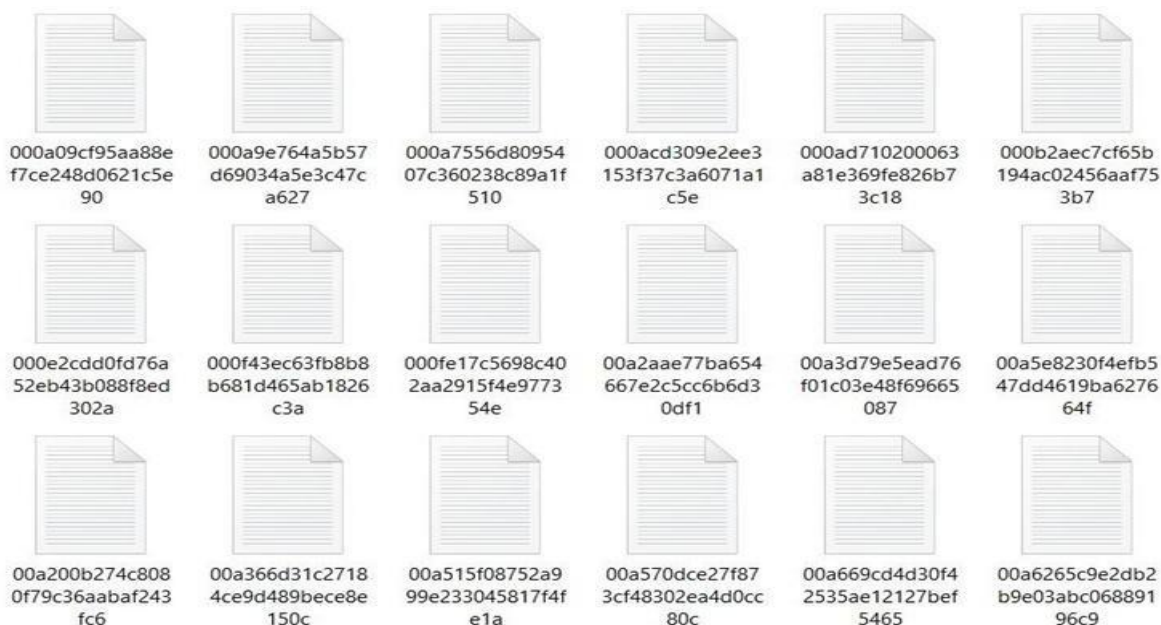 000a09cf95aa88e
f7ce248d0621c5e
90
000a9e764a5b57
d69034a5e3c47c
a627
000a7556d80954
07c360238c89a1f
510
000acd309e2ee3
153f37c3a6071a1
c5e
000ad710200063
a81e369fe826b7
3c18
000b2aec7cf65b
194ac02456aaf75
3b7
000e2cdd0fd76a
52eb43b088f8ed
302a
000f43ec63fb8b8
b681d465ab1826
c3a
000fe17c5698c40
2aa2915f4e9773
54e
00a2aae77ba654
667e2c5cc6b6d3
0df1
00a3d79e5ead76
f01c03e48f69665
087
00a5e8230f4efb5
47dd4619ba6276
64f
00a200b274c808
0f79c36aabaf243
fc6
00a366d31c2718
4ce9d489bece8e
150c
00a515f08752a9
99e233045817f4f
e1a
00a570dce27f87
3cf48302ea4d0cc
80c
00a669cd4d30f4
2535ae12127bef
5465
00a6265c9e2db2
b9e03abc068891
96c9